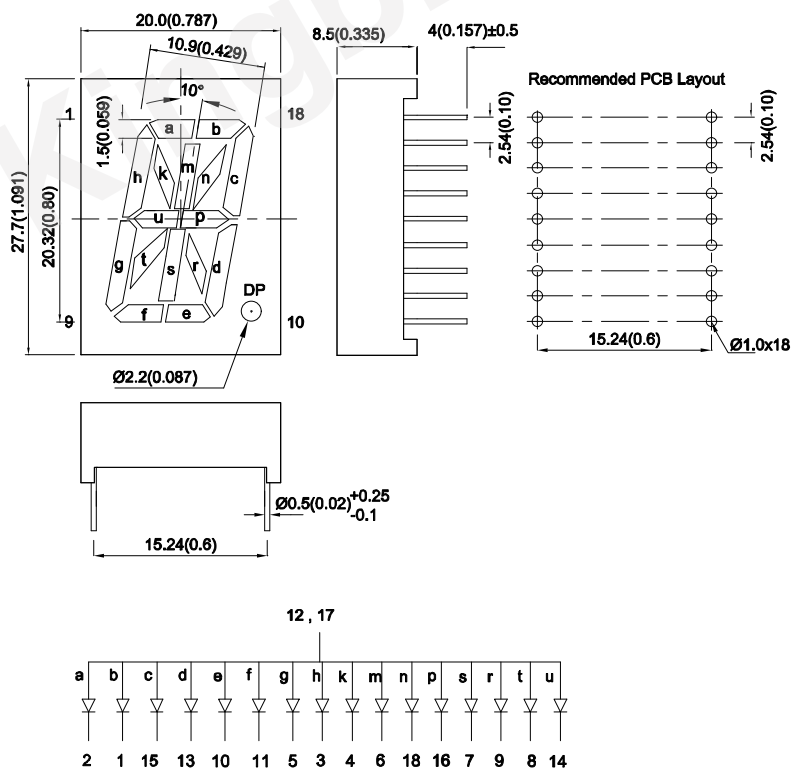 20.0(0.787)
10.9(0.429)
8.5(0.335)
4(0.157)±0.5
Recommended PCB Layout
10°
1
18
1.5(0.059)
a
b
2.54(0.10)
2.54(0.10)
h
k
m
n
c
27.7(1.091)
20.32(0.80)
u
p
g
t
s
r
d
DP
f
e
9
10
15.24(0.6)
Ø1.0x18
Ø2.2(0.087)
Ø0.5(0.02)+0.25
-0.1
15.24(0.6)
12 , 17
a b c d e f g h k m n p s r t u
2 1 15 13 10 11 5 3 4 6 18 16 7 9 8 14